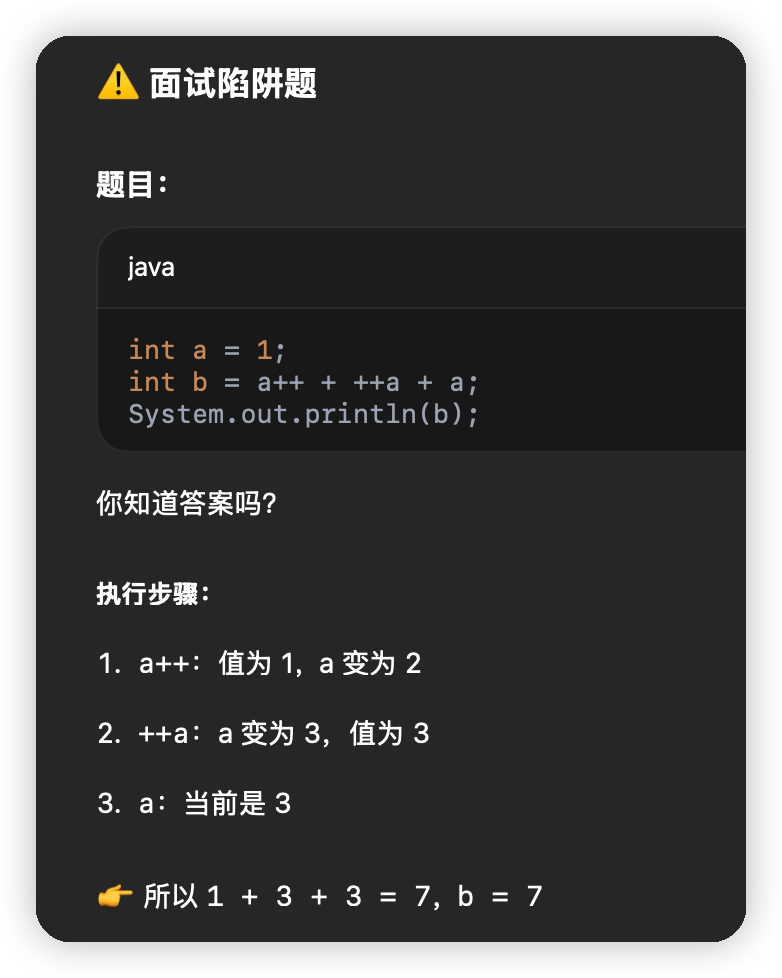 ⚠️ 面试陷阱题
题目：
java
int a = 1;
int b = a++ + ++a + a;
System.out.println(b);
你知道答案吗？
执行步骤：
1. a++：值为 1，a 变为 2
2. ++a：a 变为 3，值为 3
3. a：当前是 3
👉 所以 1 + 3 + 3 = 7，b = 7